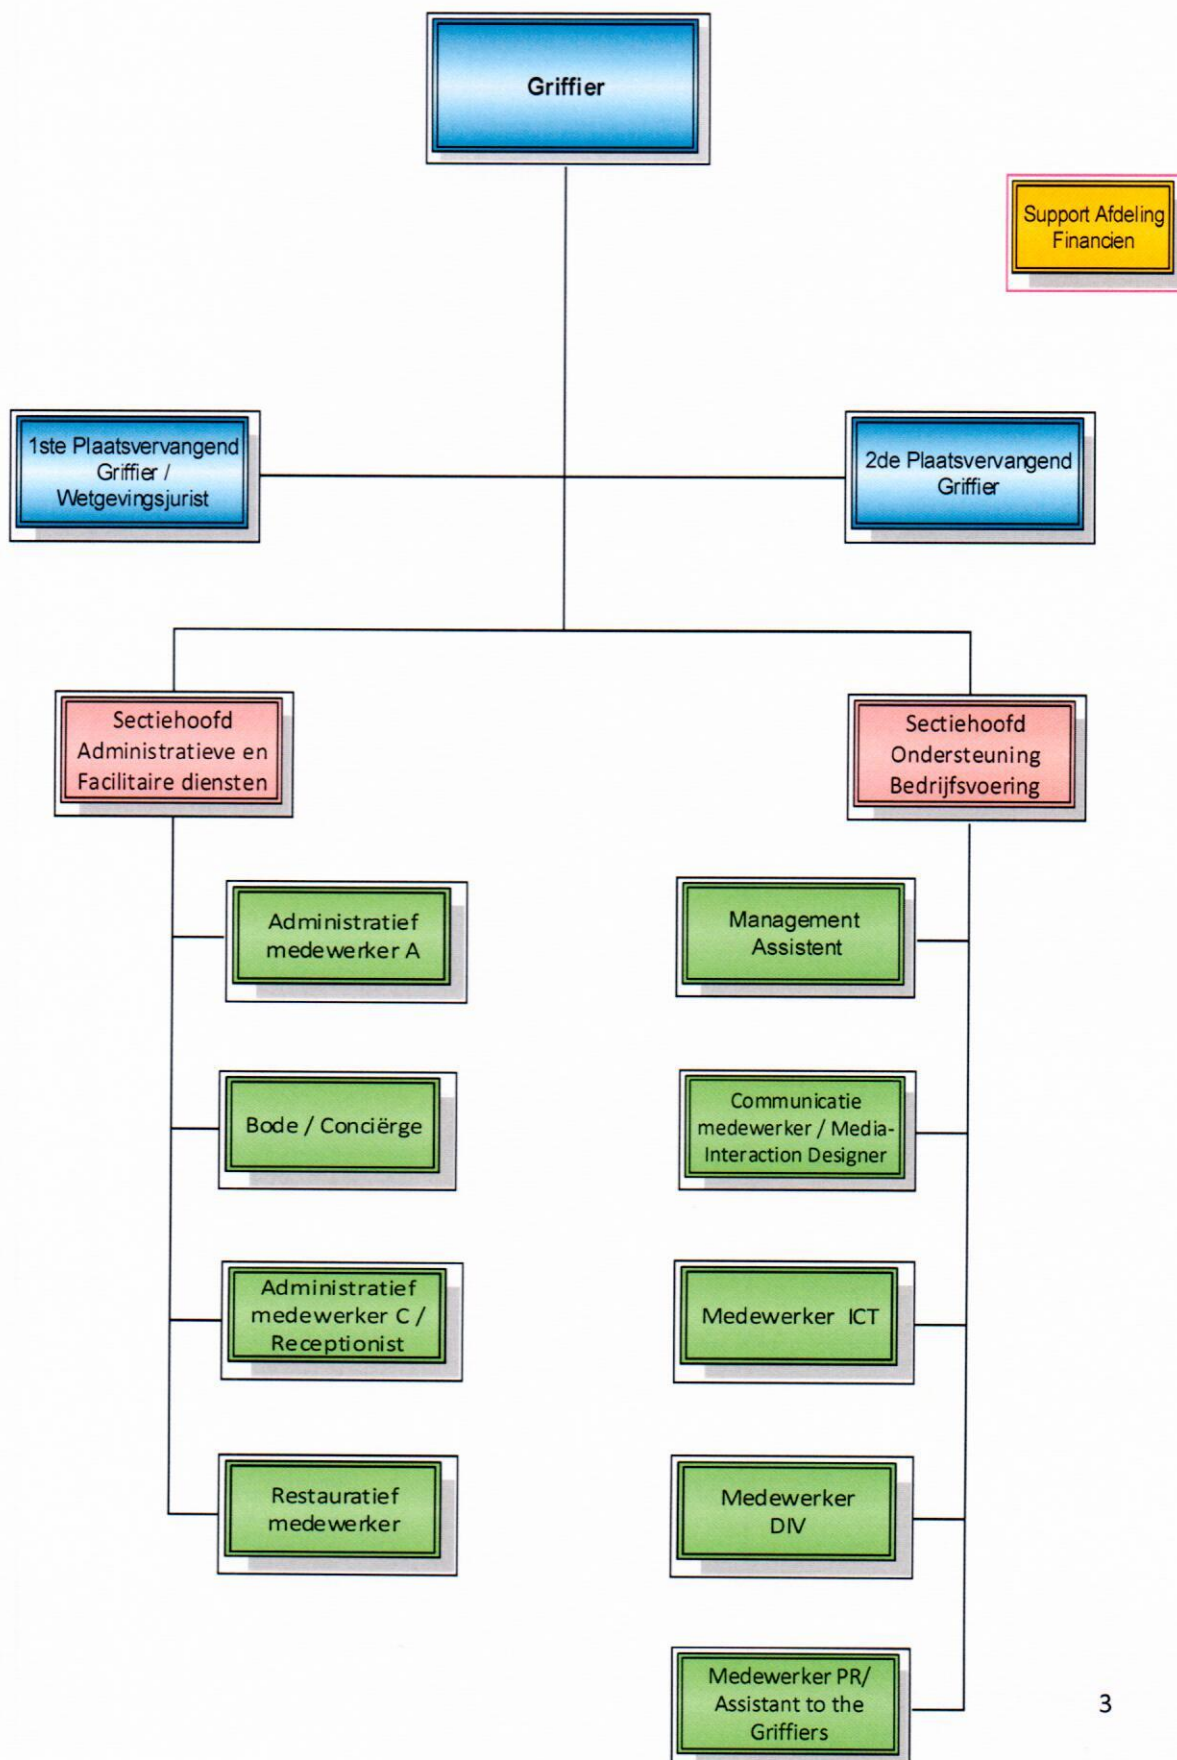 Griffier
Support Afdeling
Financien
1ste Plaatsvervangend
Griffier /
Wetgevingsjurist
2de Plaatsvervangend
Griffier
Sectiehoofd
Administratieve en
Facilitaire diensten
Sectiehoofd
Ondersteuning
Bedrijfsvoering
Administratief
medewerker A
Management
Assistent
Bode / Conciërge
Communicatie
medewerker / Media-
Interaction Designer
Administratief
medewerker C /
Receptionist
Medewerker ICT
Restauratief
medewerker
Medewerker
DIV
Medewerker PR/
Assistant to the
Griffiers
3